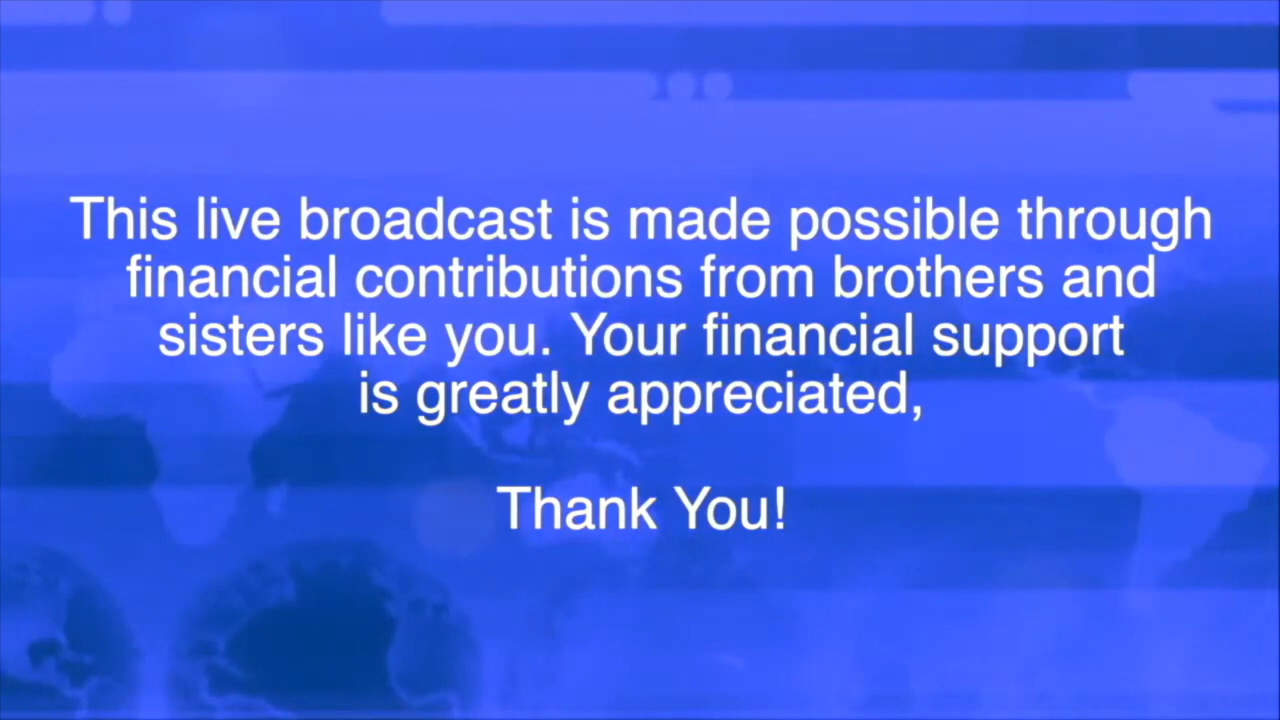 This live broadcast is made possible through
financial contributions from brothers and
sisters like you. Your financial support
is greatly appreciated,
Thank You!